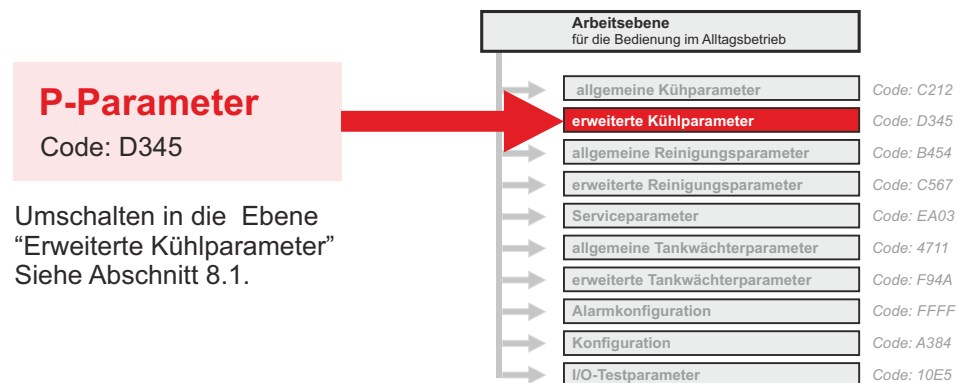 Arbeitsebene
für die Bedienung im Alltagsbetrieb
P-Parameter
Code: D345
Umschalten in die Ebene
“Erweiterte Kühlparameter”
Siehe Abschnitt 8.1.
allgemeine Kühparameter Code: C212
erweiterte Kühlparameter Code: D345
allgemeine Reinigungsparameter Code: B454
erweiterte Reinigungsparameter Code: C567
Serviceparameter Code: EA03
allgemeine Tankwächterparameter Code: 4711
erweiterte Tankwächterparameter Code: F94A
Alarmkonfiguration Code: FFFF
Konfiguration Code: A384
I/O-Testparameter Code: 10E5